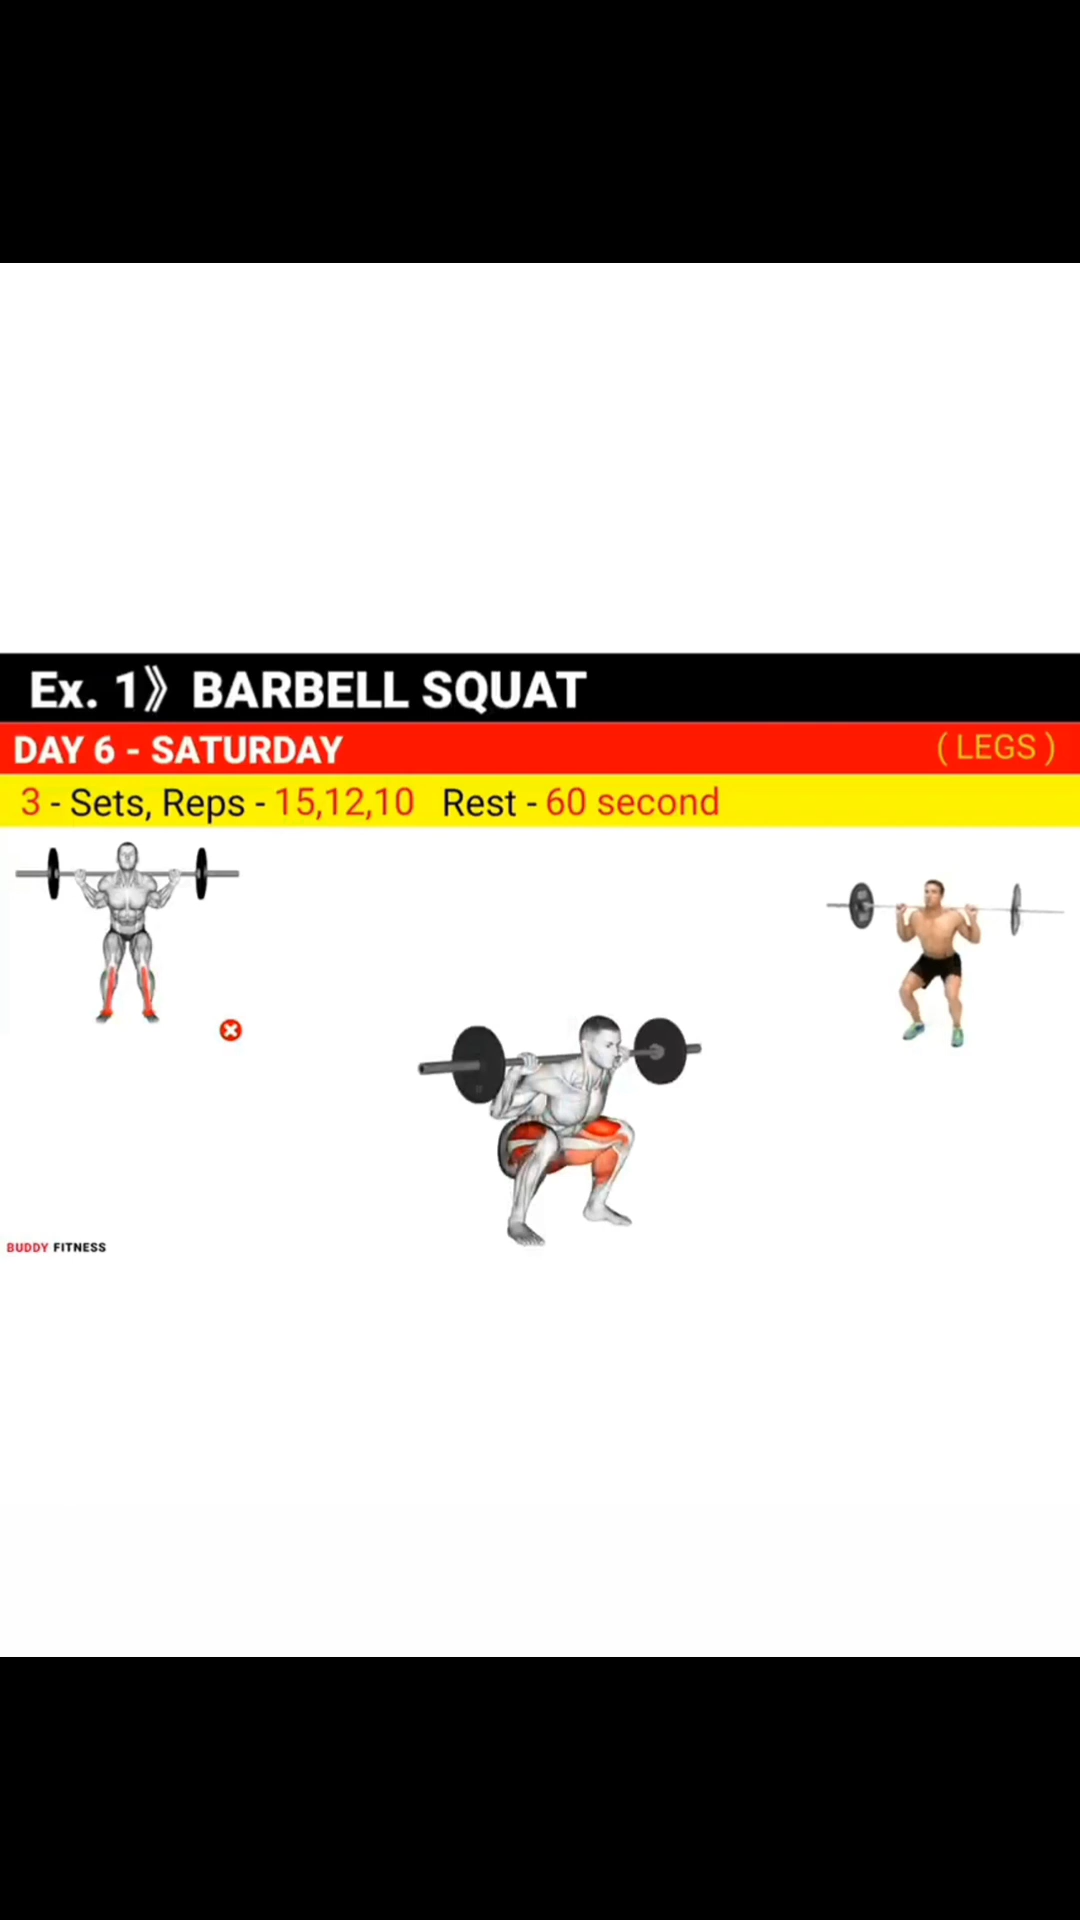 Ex. 1》 BARBELL SQUAT
DAY 6 - SATURDAY ( LEGS )
3 - Sets, Reps - 15,12,10 Rest - 60 second
BUDDY FITNESS